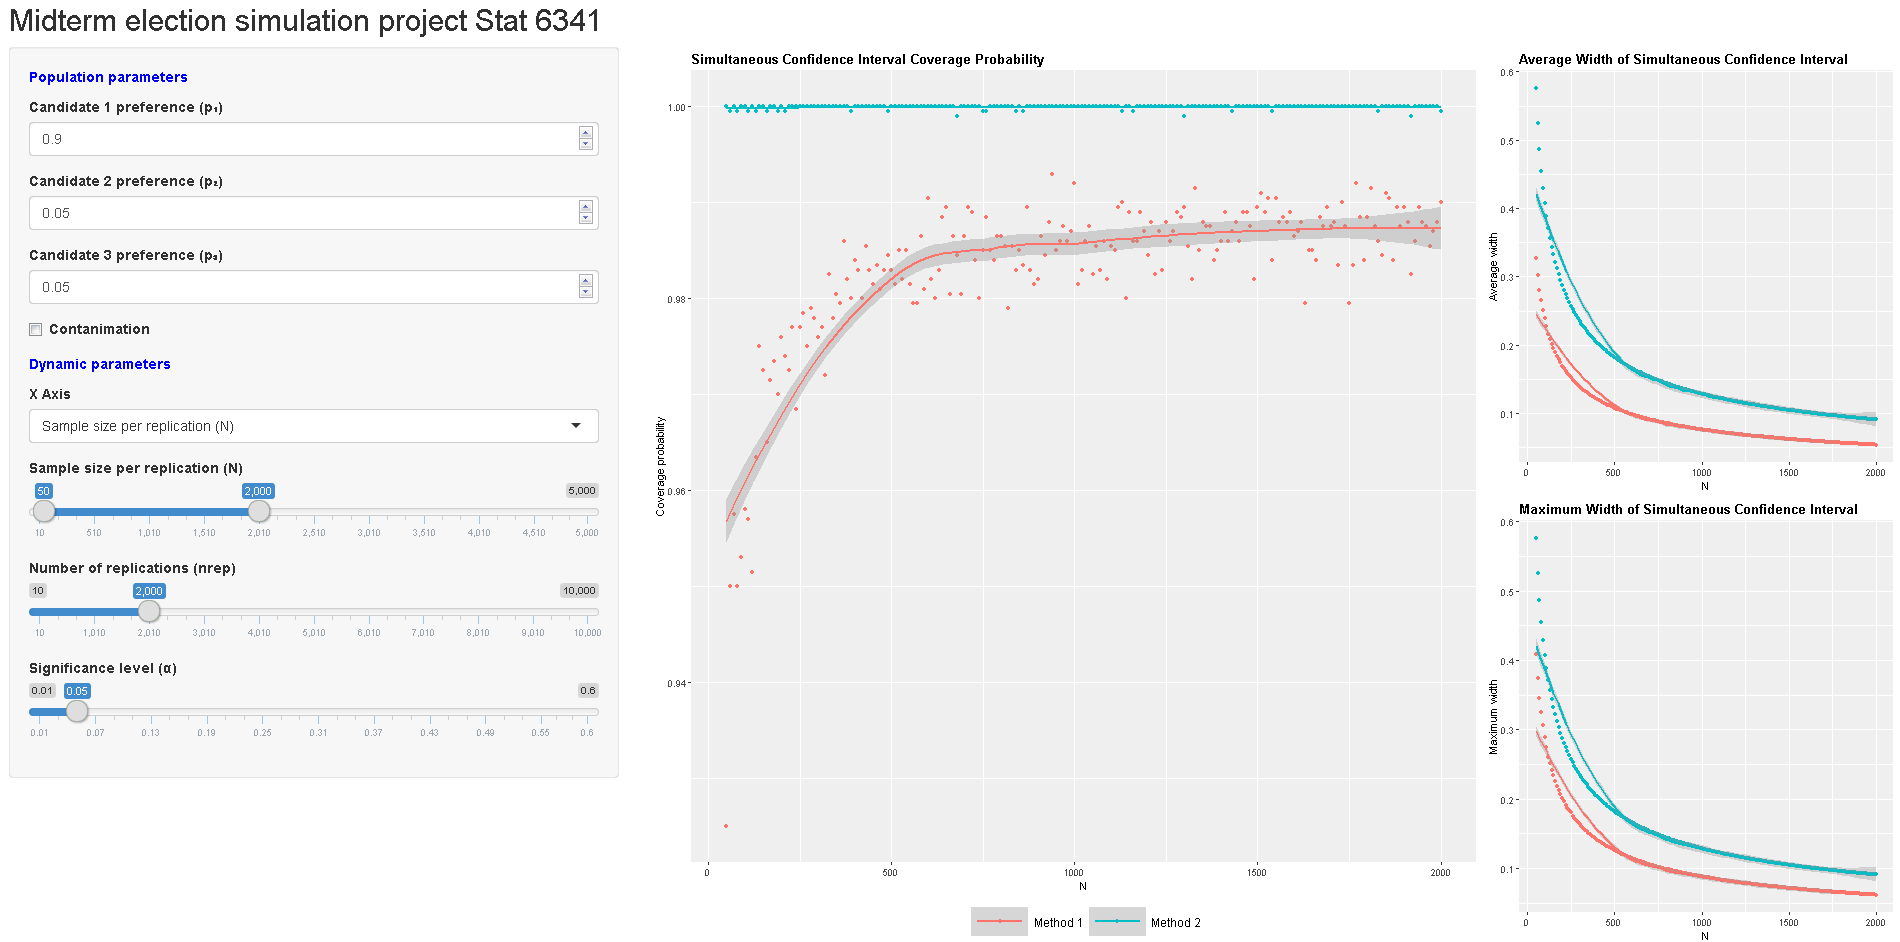 Midterm election simulation project Stat 6341
Population parameters
Candidate 1 preference (p₁)
0.9
Candidate 2 preference (p₂)
0.05
Candidate 3 preference (p₃)
0.05
Contanimation
Dynamic parameters
X Axis
Sample size per replication (N)
Sample size per replication (N)
50 2,000 5,000
10 510 1,010 1,510 2,010 2,510 3,010 3,510 4,010 4,510 5,000
Number of replications (nrep)
10 2,000 10,000
10 1,010 2,010 3,010 4,010 5,010 6,010 7,010 8,010 9,010 10,000
Significance level (α)
0.01 0.05 0.6
0.01 0.07 0.13 0.19 0.25 0.31 0.37 0.43 0.49 0.55 0.6
Simultaneous Confidence Interval Coverage Probability
Coverage probability
1.00
0.98
0.96
0.94
0 500 1000 1500 2000
N
Method 1 Method 2
Average Width of Simultaneous Confidence Interval
Average width
0.6
0.5
0.4
0.3
0.2
0.1
0 500 1000 1500 2000
N
Maximum Width of Simultaneous Confidence Interval
Maximum width
0.6
0.5
0.4
0.3
0.2
0.1
0 500 1000 1500 2000
N